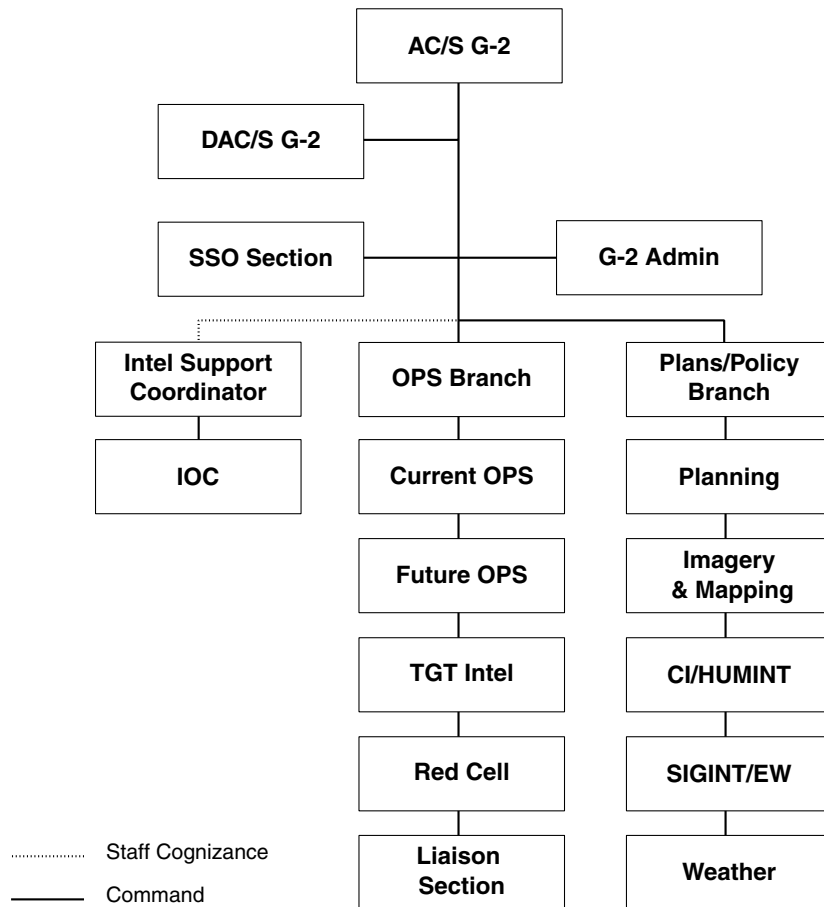 AC/S G-2
DAC/S G-2
SSO Section
G-2 Admin
Intel Support
Coordinator
OPS Branch
Plans/Policy
Branch
IOC
Current OPS
Planning
Future OPS
Imagery
& Mapping
TGT Intel
CI/HUMINT
Red Cell
SIGINT/EW
Liaison
Section
Weather
Staff Cognizance
Command